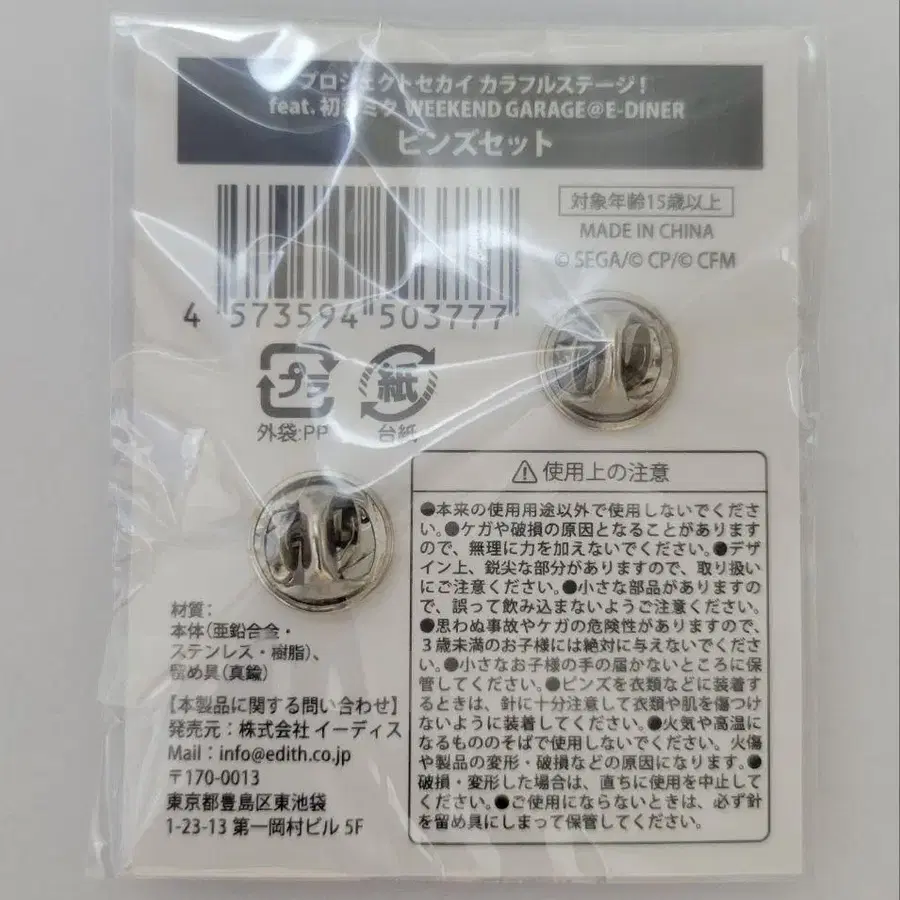 プロジェクトセカイ カラフルステージ!
feat. 初音ミク WEEKEND GARAGE@E-DINER
ピンズセット
対象年齢15歳以上
MADE IN CHINA
© SEGA/© CP/© CFM
4 573594 503777
プラ
紙
外袋:PP
台紙
⚠使用上の注意
●本来の使用用途以外で使用しないでくださ
い。●ケガや破損の原因となることがあります
ので、無理に力を加えないでください。●デザ
イン上、鋭尖な部分がありますので、取り扱い
にご注意ください。●小さな部品がありますの
で、誤って飲み込まないようご注意ください。
●思わぬ事故やケガの危険性がありますので、
3歳未満のお子様には絶対に与えないでくださ
い。●小さなお子様の手の届かないところに保
管してください。●ピンズを衣類などに装着す
るときは、針に十分注意して衣類や肌を傷つけ
ないように装着してください。●火気や高温に
なるもののそばで使用しないでください。火傷
や製品の変形・破損などの原因になります。●
破損・変形した場合は、直ちに使用を中止して
ください。●ご使用にならないときは、必ず針
を留め具にしまって保管してください。
材質:
本体(亜鉛合金・
ステンレス・樹脂)、
留め具(真鍮)
【本製品に関する問い合わせ】
発売元:株式会社 イーディス
Mail:info@edith.co.jp
〒170-0013
東京都豊島区東池袋
1-23-13 第一岡村ビル 5F